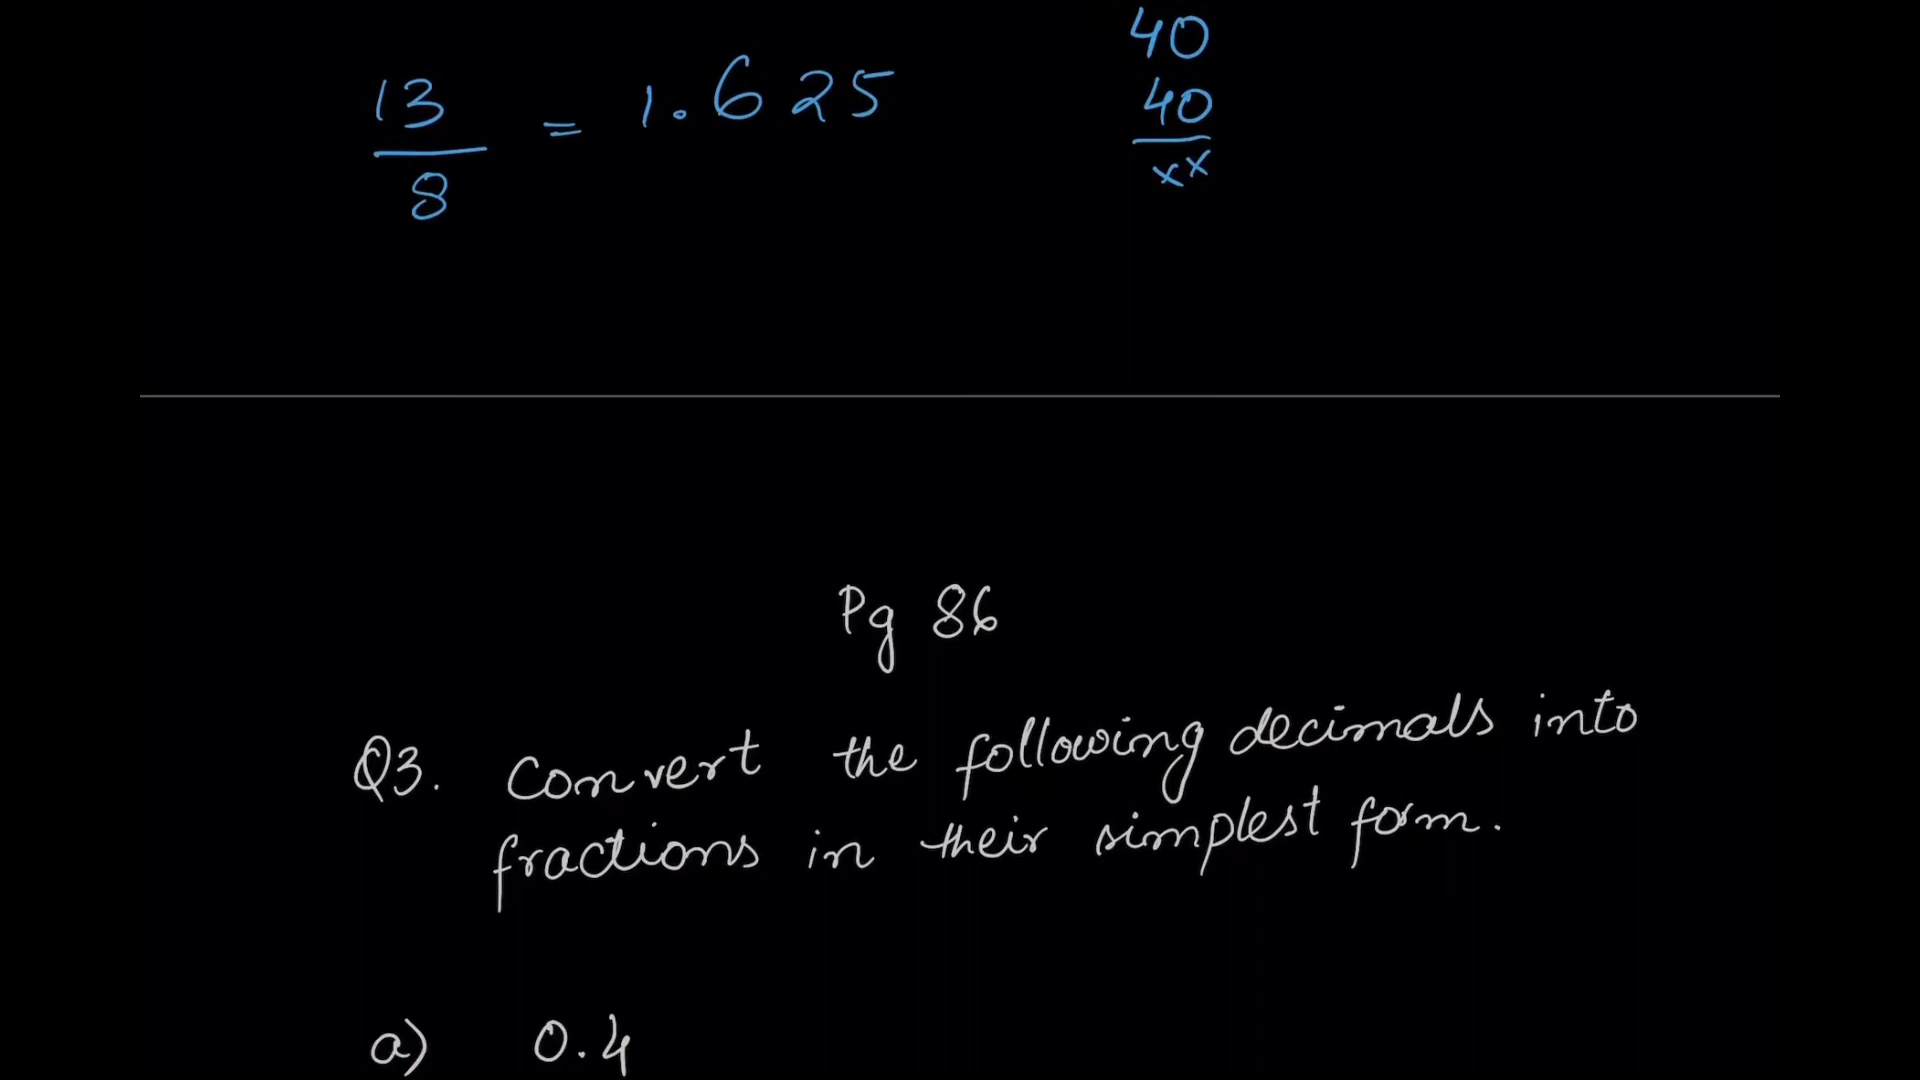 40
13/8 = 1.625
40
xx
Pg 86
Q3. Convert the following decimals into
fractions in their simplest form.
a) 0.4